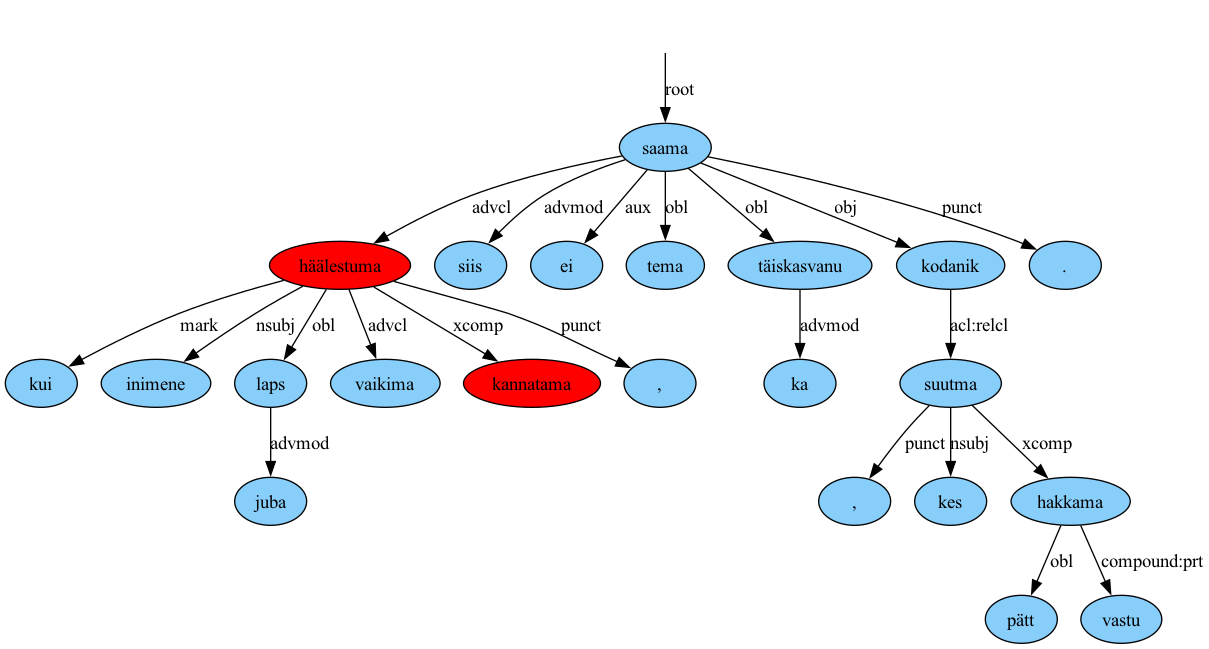 root
saama
advcl advmod aux obl obl obj punct
häälestuma siis ei tema täiskasvanu kodanik .
mark nsubj obl advcl xcomp punct advmod acl:relcl
kui inimene laps vaikima kannatama , ka suutma
advmod punct nsubj xcomp
juba , kes hakkama
obl compound:prt
pätt vastu